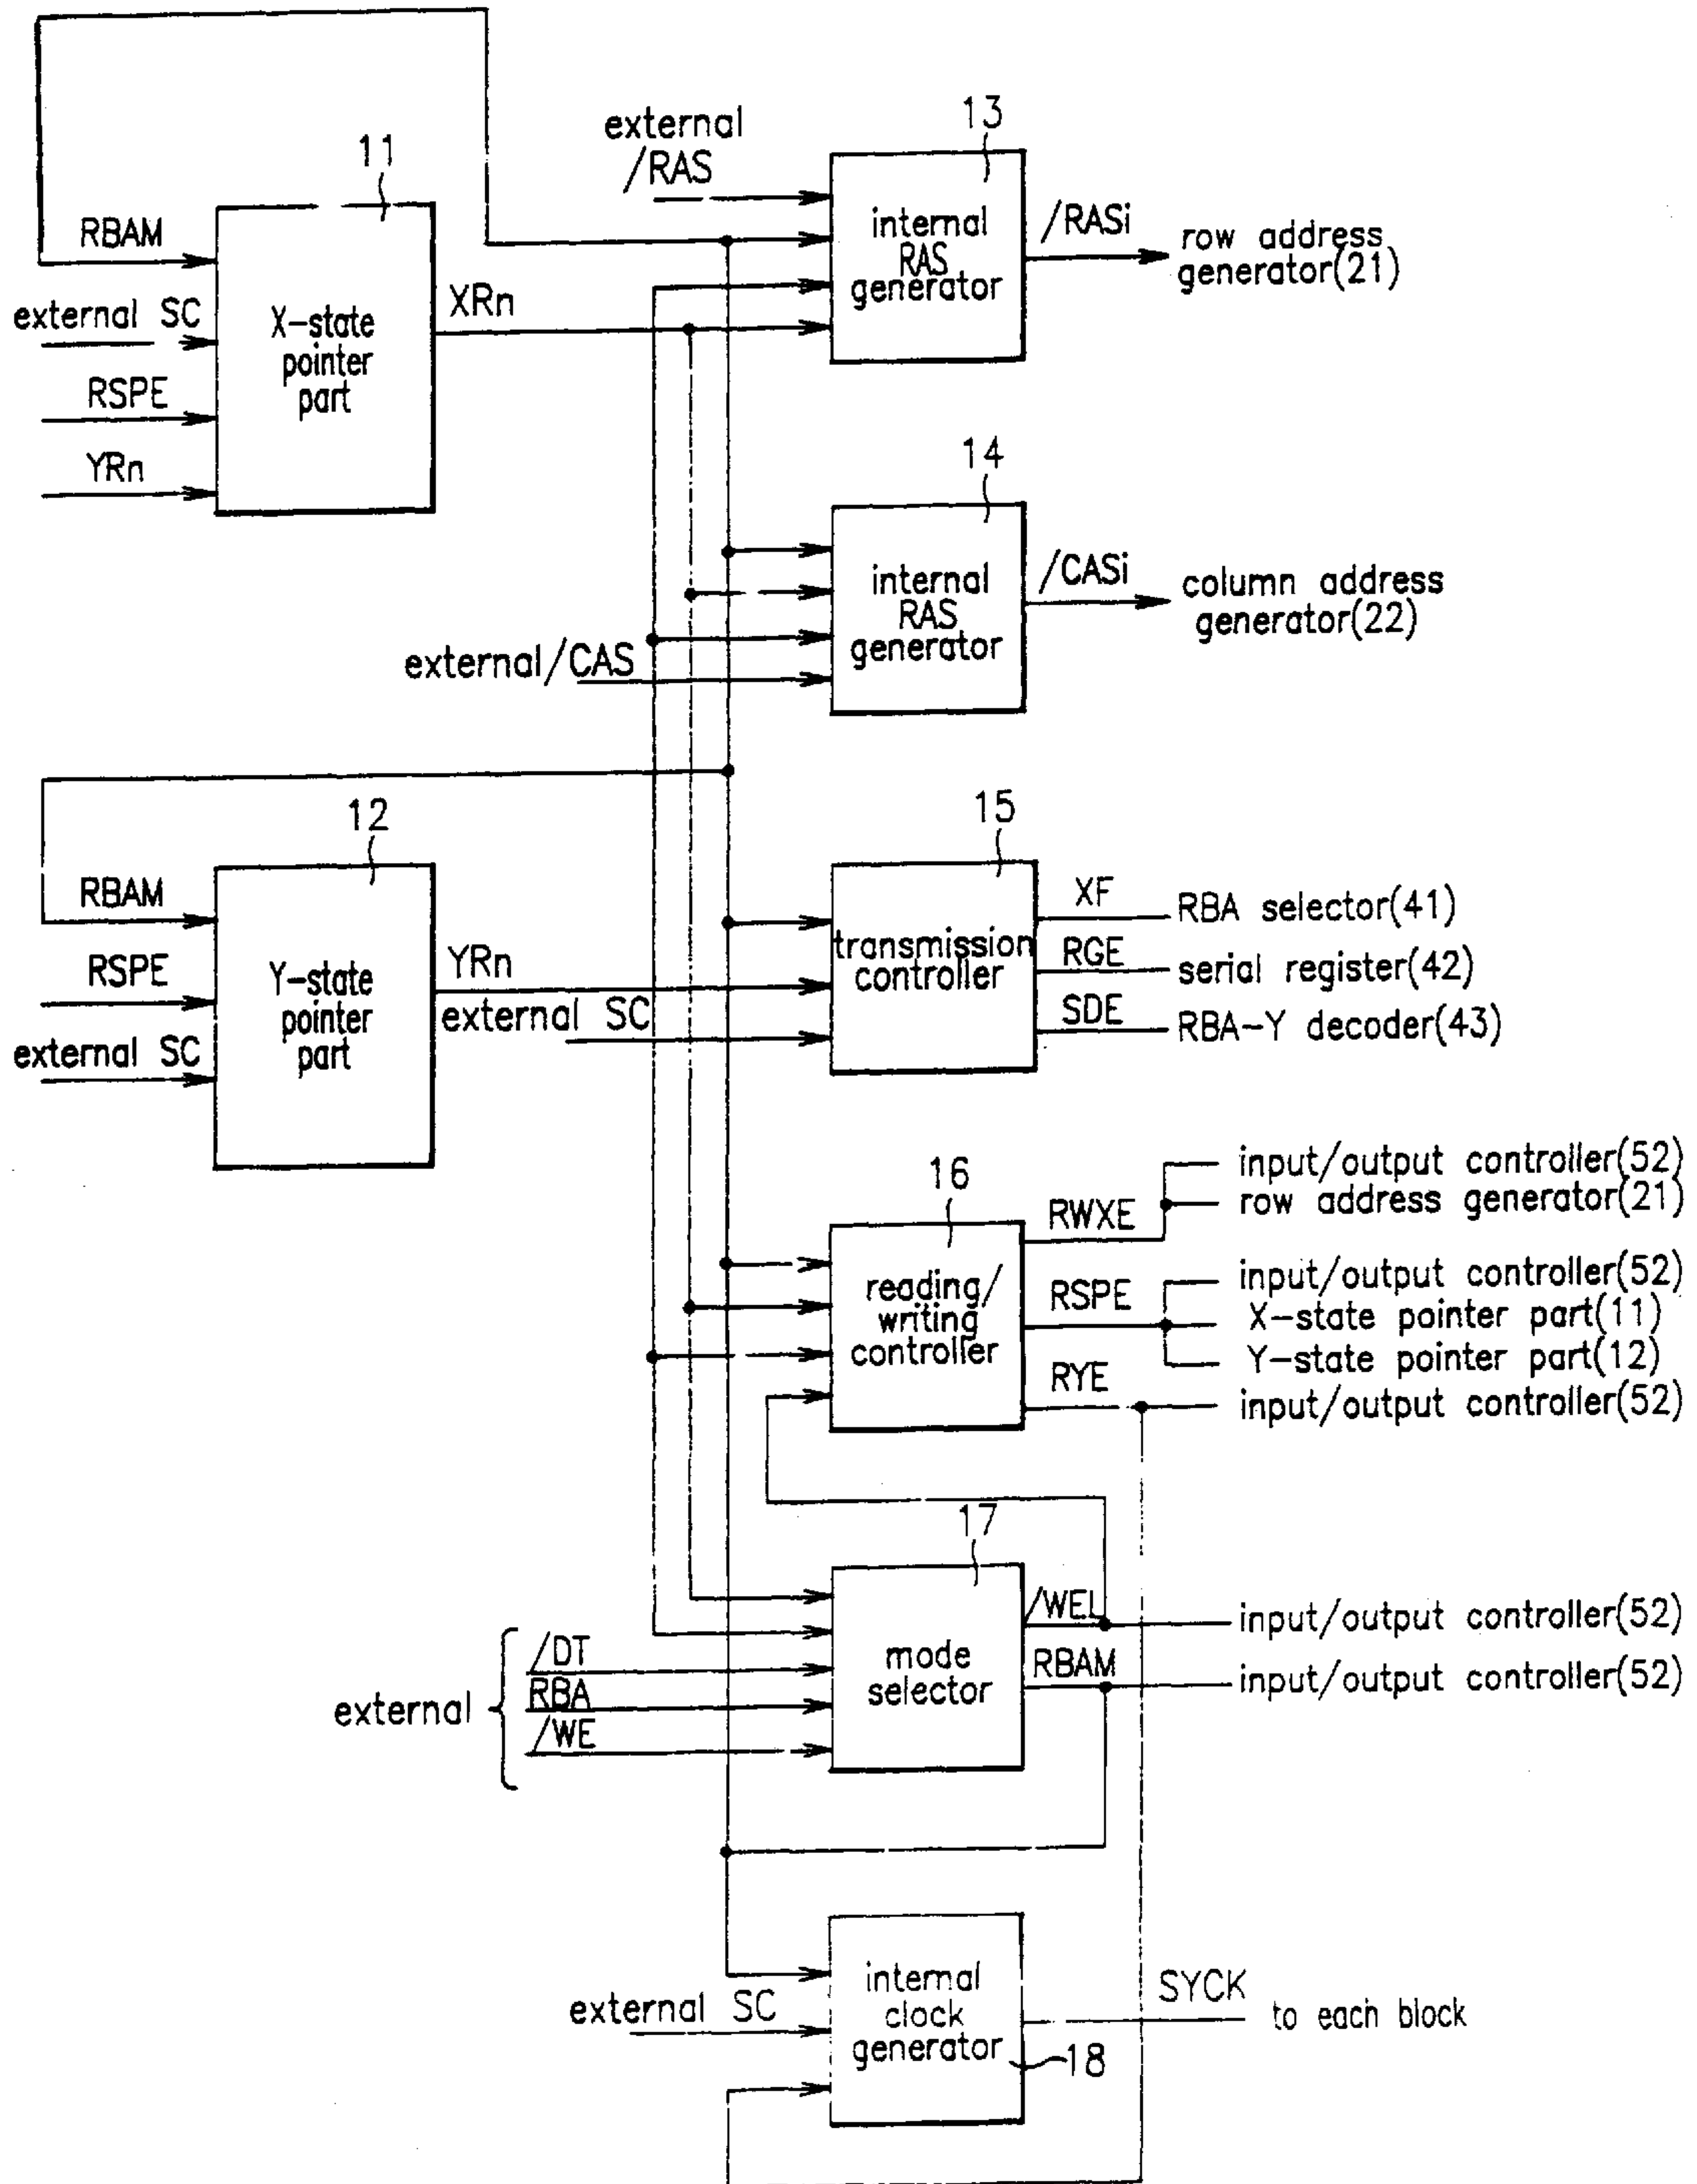 11
RBAM
external SC
RSPE
YRn
X-state
pointer
part
XRn
external
/RAS
13
internal
RAS
generator
/RASi
row address
generator(21)
14
internal
RAS
generator
external/CAS
/CASi
column address
generator(22)
12
RBAM
RSPE
external SC
Y-state
pointer
part
YRn
external SC
15
transmission
controller
XF
RBA selector(41)
RGE
serial register(42)
SDE
RBA-Y decoder(43)
16
reading/
writing
controller
RWXE
input/output controller(52)
row address generator(21)
RSPE
input/output controller(52)
X-state pointer part(11)
Y-state pointer part(12)
RYE
input/output controller(52)
17
external
/DT
RBA
/WE
mode
selector
/WEL
input/output controller(52)
RBAM
input/output controller(52)
external SC
internal
clock
generator
18
SYCK
to each block